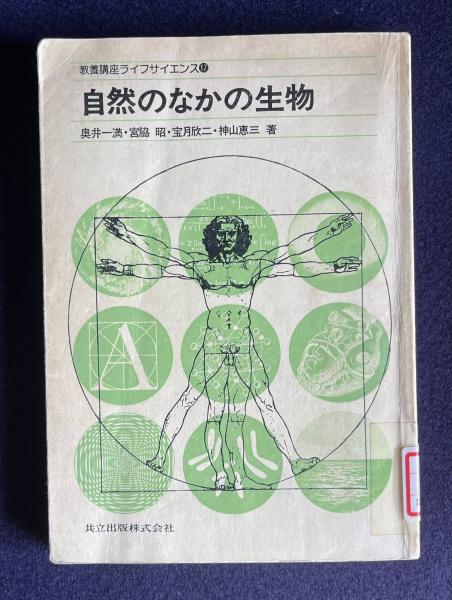 教養講座ライフサイエンス⑰
自然のなかの生物
奥井一満・宮脇 昭・宝月欣二・神山恵三 著
A
共立出版株式会社